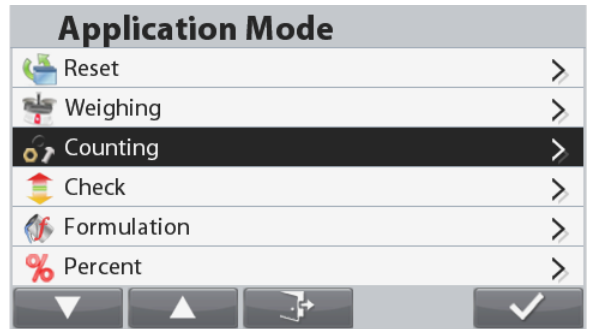 Application Mode
Reset
Weighing
Counting
Check
Formulation
Percent